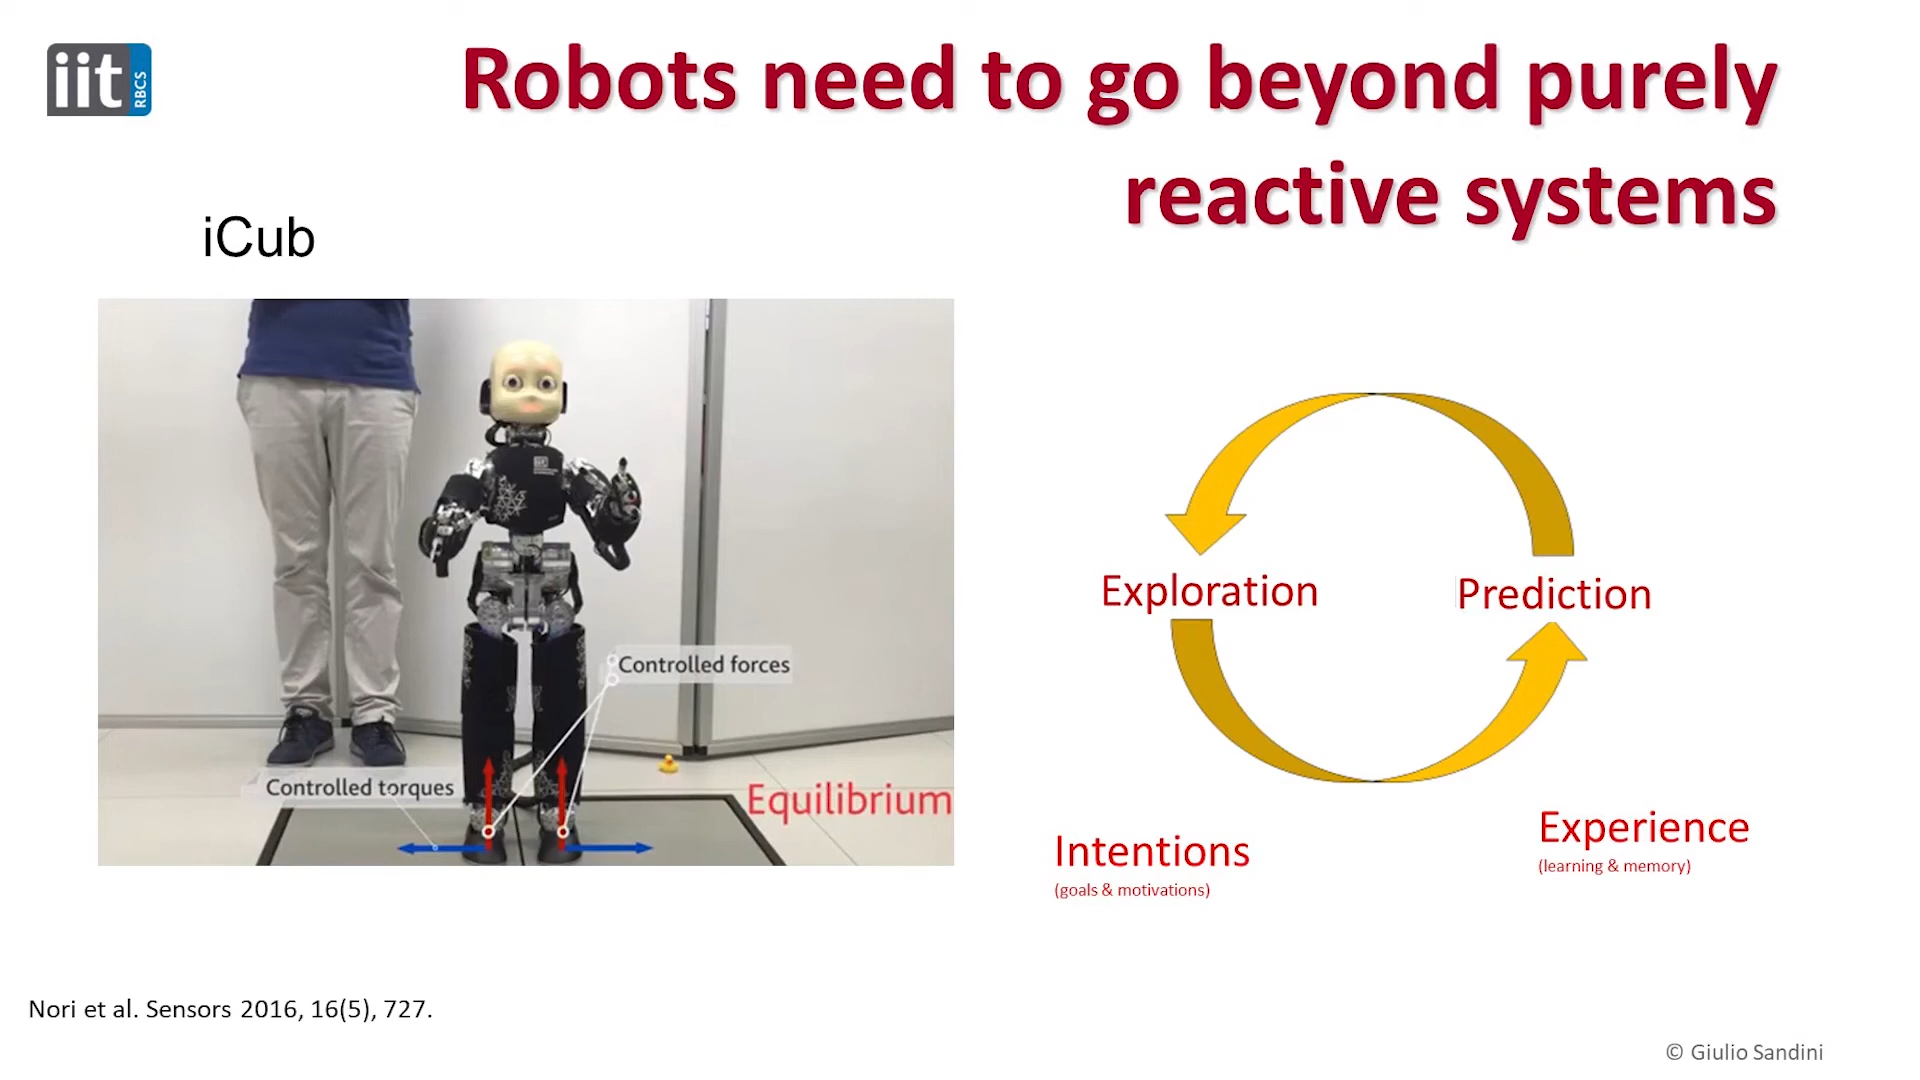 iit
RBCS
Robots need to go beyond purely
reactive systems
iCub
Controlled forces
Controlled torques
Equilibrium
Exploration
Prediction
Intentions
(goals & motivations)
Experience
(learning & memory)
Nori et al. Sensors 2016, 16(5), 727.
© Giulio Sandini